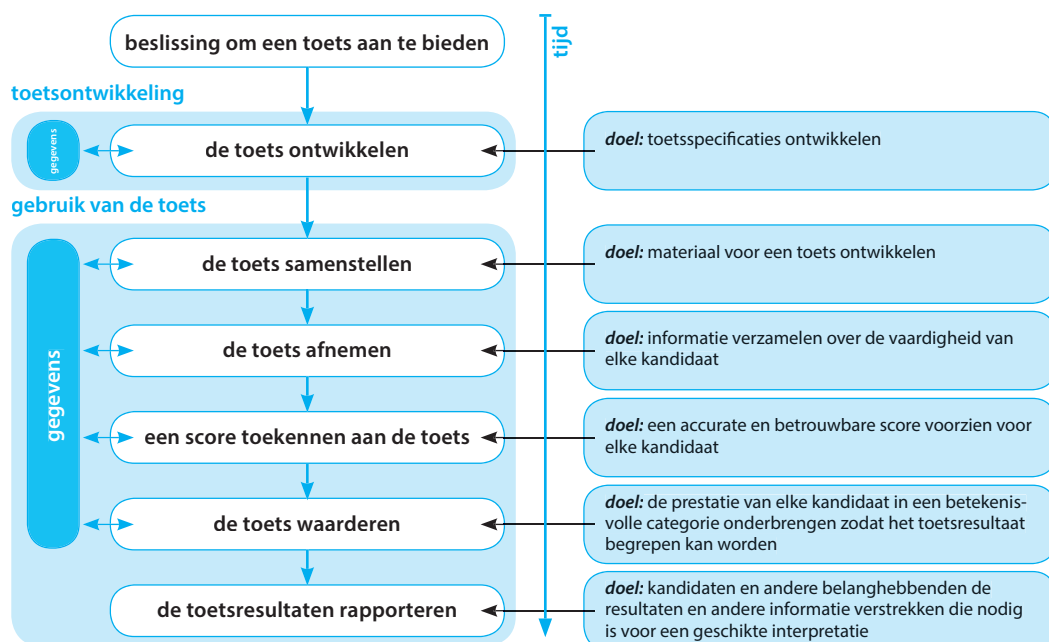 beslissing om een toets aan te bieden
tijd
toetsontwikkeling
gegevens
de toets ontwikkelen
doel: toetsspecificaties ontwikkelen
gebruik van de toets
gegevens
de toets samenstellen
doel: materiaal voor een toets ontwikkelen
de toets afnemen
doel: informatie verzamelen over de vaardigheid van
elke kandidaat
een score toekennen aan de toets
doel: een accurate en betrouwbare score voorzien voor
elke kandidaat
de toets waarderen
doel: de prestatie van elke kandidaat in een betekenis-
volle categorie onderbrengen zodat het toetsresultaat
begrepen kan worden
de toetsresultaten rapporteren
doel: kandidaten en andere belanghebbenden de
resultaten en andere informatie verstrekken die nodig
is voor een geschikte interpretatie